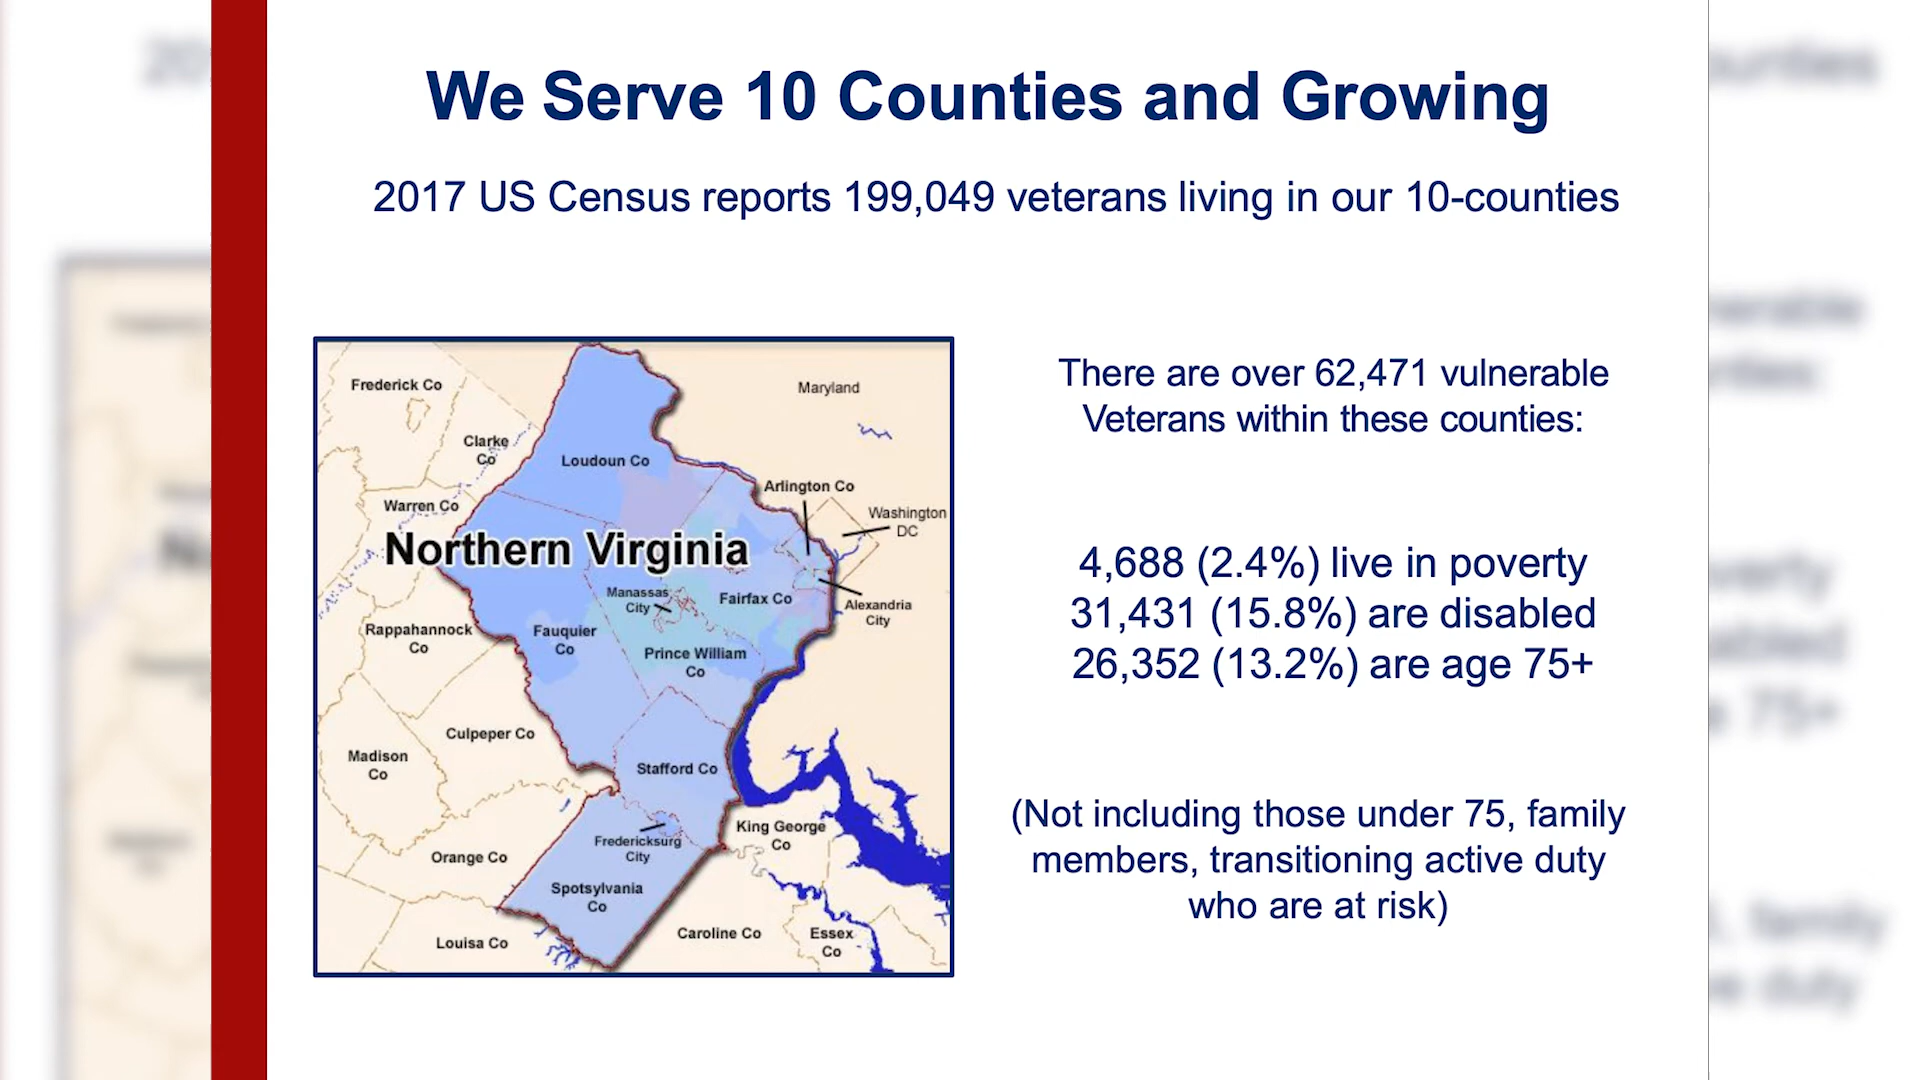 We Serve 10 Counties and Growing
2017 US Census reports 199,049 veterans living in our 10-counties
Frederick Co
Maryland
Clarke
Co
Loudoun Co
Arlington Co
Warren Co
Washington
DC
Northern Virginia
Manassas
City
Fairfax Co
Alexandria
City
Rappahannock
Co
Fauquier
Co
Prince William
Co
Culpeper Co
Madison
Co
Stafford Co
King George
Co
Fredericksurg
City
Orange Co
Spotsylvania
Co
Louisa Co
Caroline Co
Essex
Co
There are over 62,471 vulnerable
Veterans within these counties:
4,688 (2.4%) live in poverty
31,431 (15.8%) are disabled
26,352 (13.2%) are age 75+
(Not including those under 75, family
members, transitioning active duty
who are at risk)